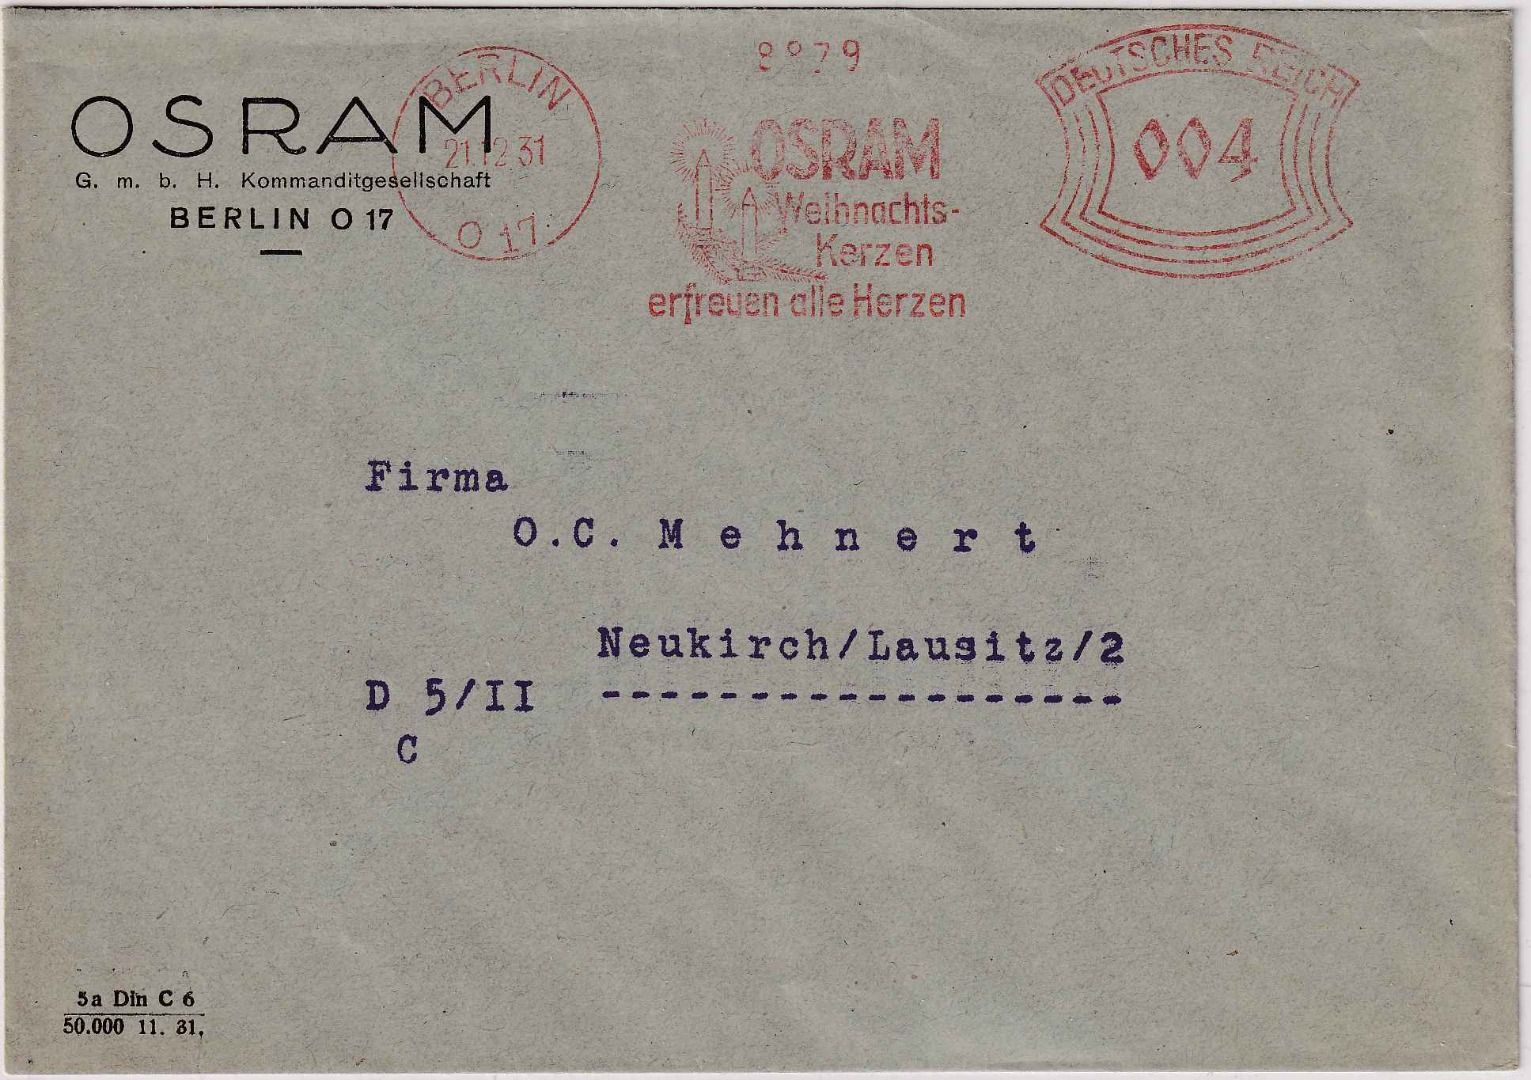 OSRAM
G. m. b. H. Kommanditgesellschaft
BERLIN O 17
BERLIN
21.12.31
O 17.
OSRAM
Weihnachts-
Kerzen
erfreuen alle Herzen
DEUTSCHES REICH
004
Firma
O.C. Mehnert
Neukirch/Lausitz/2
D 5/II -------------------
C
5a Din C 6
50.000 11. 31.